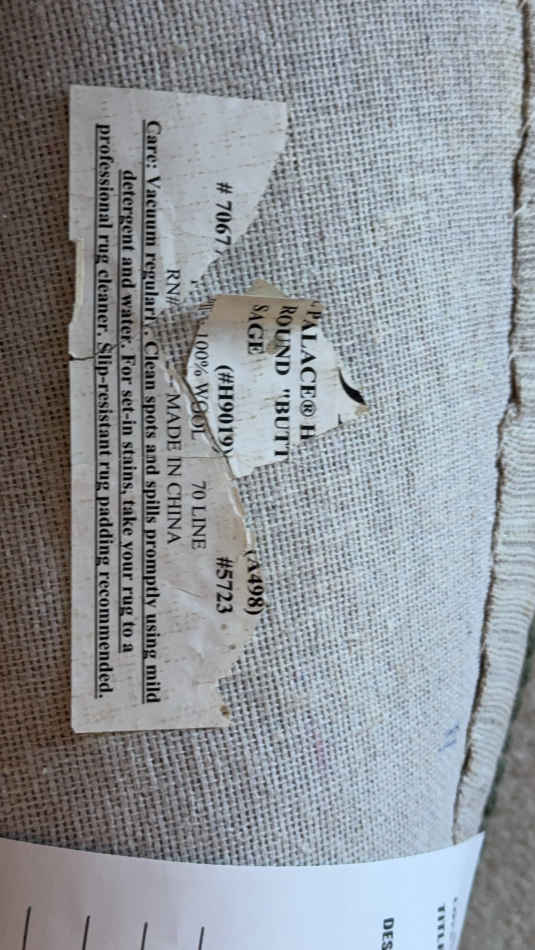 PALACE® H
ROUND "BUTT
SAGE
(A498)
# 7067 (#H9019) #5723
100% WOOL 70 LINE
RN# - MADE IN CHINA
Care: Vacuum regularly. Clean spots and spills promptly using mild
detergent and water. For set-in stains, take your rug to a
professional rug cleaner. Slip-resistant rug padding recommended.
DES